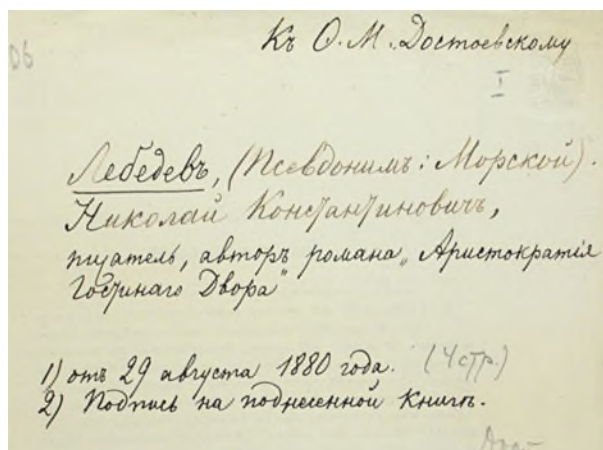 Къ Ѳ. М. Достоевскому
I
Лебедевъ, (Псевдонимъ: Морской).
Николай Константиновичъ,
писатель, авторъ романа „Аристократія
Гостинаго Двора"
1) отъ 29 августа 1880 года. (4 стр.)
2) Подпись на поднесенной книгѣ.